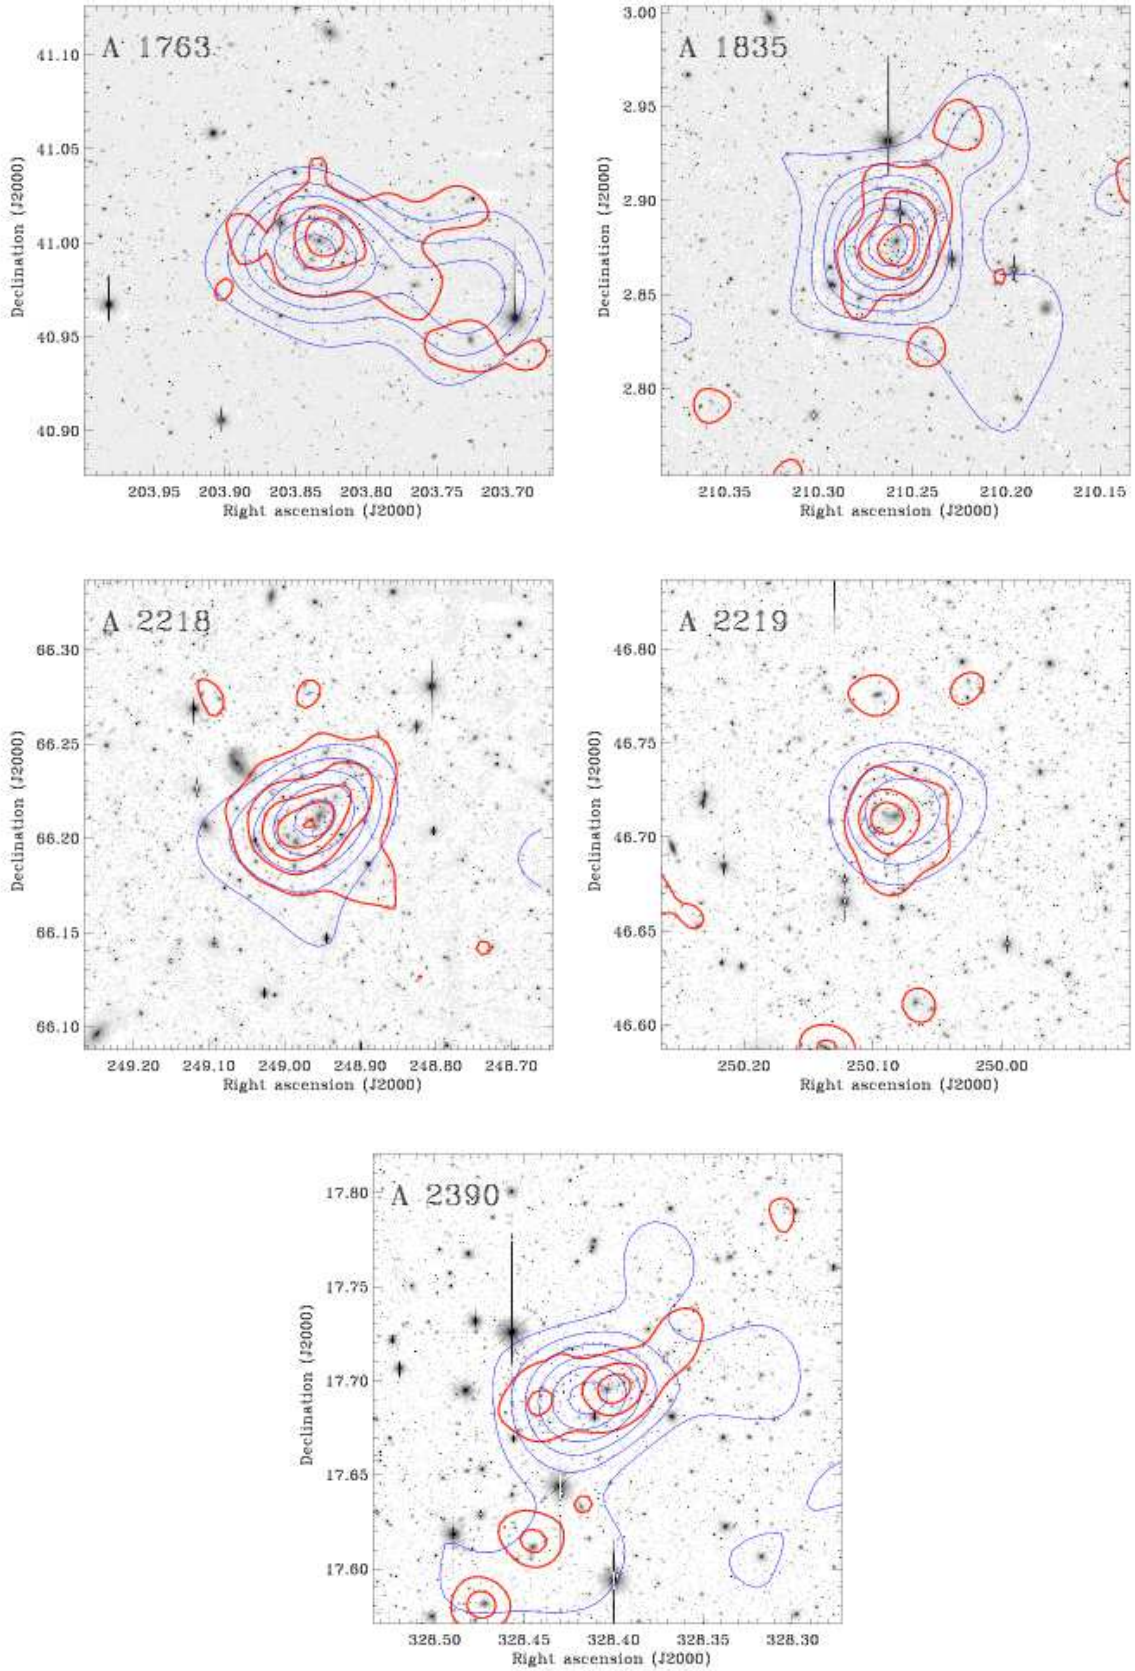 A 1763
41.10
41.05
41.00
40.95
40.90
Declination (J2000)
203.95 203.90 203.85 203.80 203.75 203.70
Right ascension (J2000)
A 1835
3.00
2.95
2.90
2.85
2.80
Declination (J2000)
210.35 210.30 210.25 210.20 210.15
Right ascension (J2000)
A 2218
66.30
66.25
66.20
66.15
66.10
Declination (J2000)
249.20 249.10 249.00 248.90 248.80 248.70
Right ascension (J2000)
A 2219
46.80
46.75
46.70
46.65
46.60
Declination (J2000)
250.20 250.10 250.00
Right ascension (J2000)
A 2390
17.80
17.75
17.70
17.65
17.60
Declination (J2000)
328.50 328.45 328.40 328.35 328.30
Right ascension (J2000)